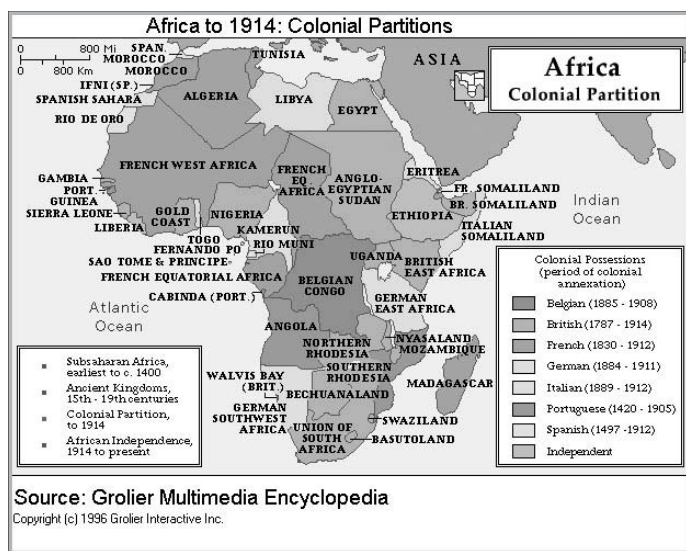 Africa to 1914: Colonial Partitions
0 800 Mi
0 800 Km
SPAN.
MOROCCO
MOROCCO
TUNISIA
ASIA
Africa
Colonial Partition
IFNI (SP.)
SPANISH SAHARA
RIO DE ORO
ALGERIA
LIBYA
EGYPT
FRENCH WEST AFRICA
FRENCH
EQ.
AFRICA
ANGLO-
EGYPTIAN
SUDAN
ERITREA
FR. SOMALILAND
BR. SOMALILAND
GAMBIA
PORT.
GUINEA
SIERRA LEONE
LIBERIA
GOLD
COAST
NIGERIA
ETHIOPIA
ITALIAN
SOMALILAND
Indian
Ocean
TOGO
FERNANDO PO
KAMERUN
RIO MUNI
SAO TOME & PRINCIPE
FRENCH EQUATORIAL AFRICA
CABINDA (PORT.)
UGANDA
BRITISH
EAST AFRICA
BELGIAN
CONGO
GERMAN
EAST AFRICA
Atlantic
Ocean
ANGOLA
NORTHERN
RHODESIA
NYASALAND
MOZAMBIQUE
SOUTHERN
RHODESIA
MADAGASCAR
WALVIS BAY
(BRIT.)
BECHUANALAND
GERMAN
SOUTHWEST
AFRICA
UNION OF
SOUTH
AFRICA
SWAZILAND
BASUTOLAND
Colonial Possessions
(period of colonial
annexation)
Belgian (1885 - 1908)
British (1787 - 1914)
French (1830 - 1912)
German (1884 - 1911)
Italian (1889 - 1912)
Portuguese (1420 - 1905)
Spanish (1497 -1912)
Independent
Subsaharan Africa,
earliest to c. 1400
Ancient Kingdoms,
15th - 19th centuries
Colonial Partition,
to 1914
African Independence,
1914 to present
Source: Grolier Multimedia Encyclopedia
Copyright (c) 1996 Grolier Interactive Inc.